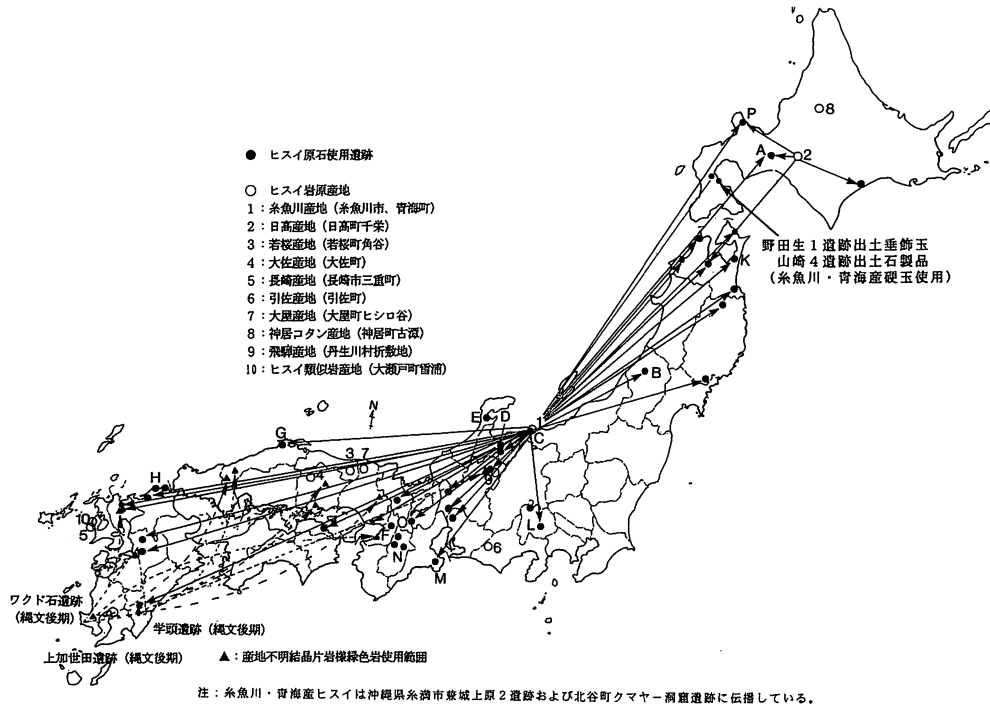 ● ヒスイ原石使用遺跡
○ ヒスイ岩原産地
1：糸魚川産地（糸魚川市、青海町）
2：日高産地（日高町千栄）
3：若桜産地（若桜町角谷）
4：大佐産地（大佐町）
5：長崎産地（長崎市三重町）
6：引佐産地（引佐町）
7：大屋産地（大屋町ヒシロ谷）
8：神居コタン産地（神居町古潭）
9：飛騨産地（丹生川村折敷地）
10：ヒスイ類似岩産地（大瀬戸町雪浦）
P
8
A
2
野田生１遺跡出土垂飾玉
山崎４遺跡出土石製品
（糸魚川・青海産硬玉使用）
K
B
N
E
D
1
C
G
3
7
4
9
H
10
5
O
F
N
L
6
M
I
J
ワクド石遺跡
（縄文後期）
学頭遺跡（縄文後期）
上加世田遺跡（縄文後期）
▲：産地不明結晶片岩様緑色岩使用範囲
注：糸魚川・青海産ヒスイは沖縄県糸満市兼城上原２遺跡および北谷町クマヤー洞窟遺跡に伝播している。